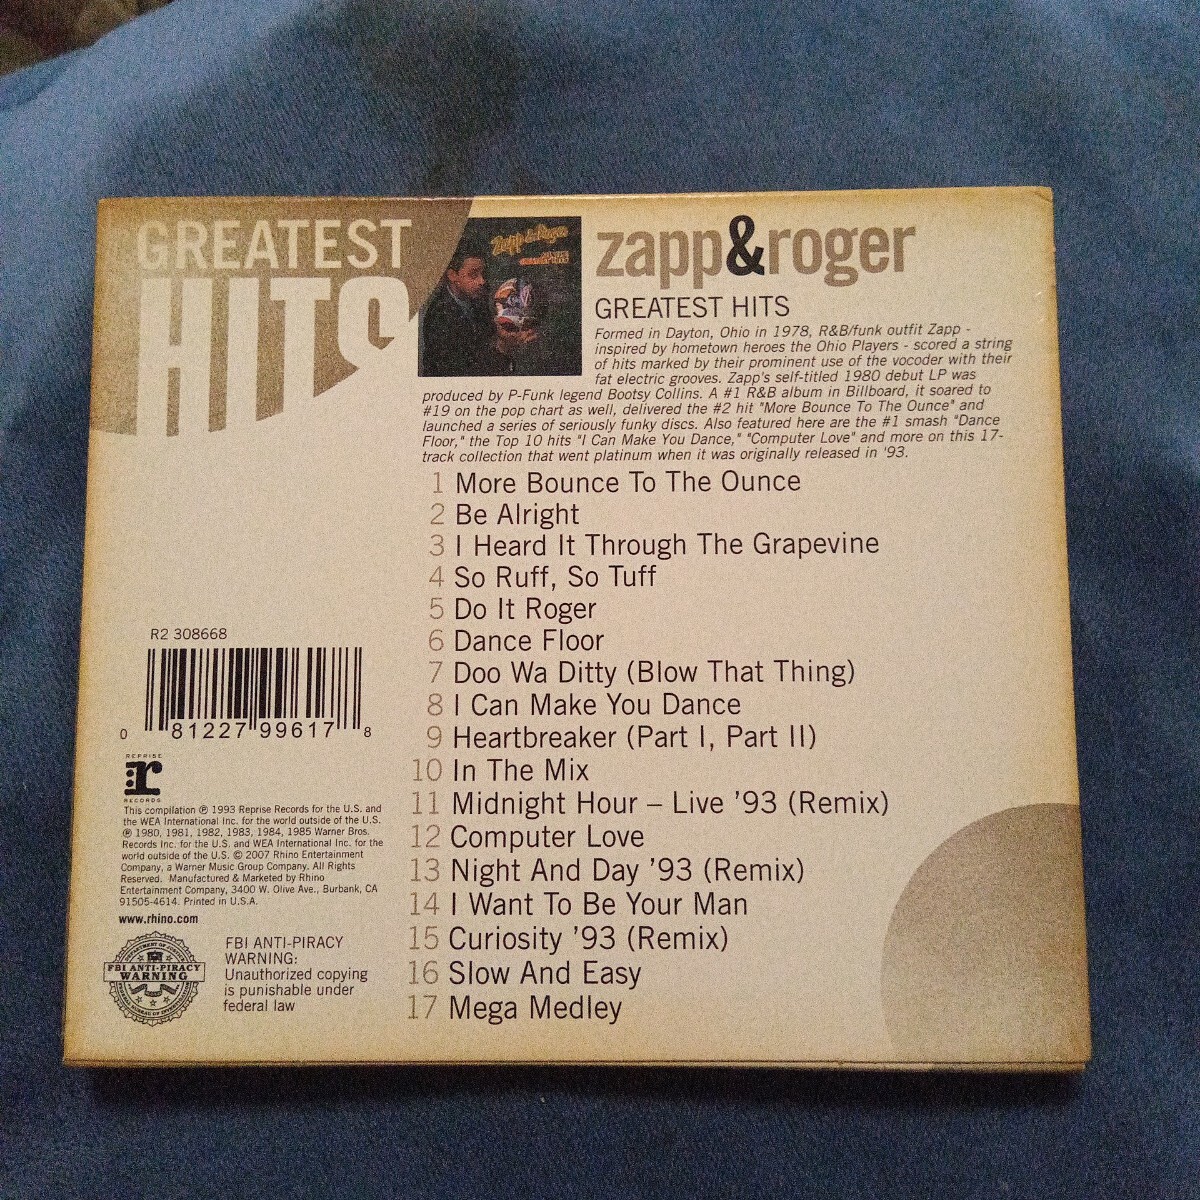 GREATEST
HITS
Zapp & Roger
zapp&roger
GREATEST HITS
Formed in Dayton, Ohio in 1978, R&B/funk outfit Zapp -
inspired by hometown heroes the Ohio Players - scored a string
of hits marked by their prominent use of the vocoder with their
fat electric grooves. Zapp's self-titled 1980 debut LP was
produced by P-Funk legend Bootsy Collins. A #1 R&B album in Billboard, it soared to
#19 on the pop chart as well, delivered the #2 hit "More Bounce To The Ounce" and
launched a series of seriously funky discs. Also featured here are the #1 smash "Dance
Floor," the Top 10 hits "I Can Make You Dance," "Computer Love" and more on this 17-
track collection that went platinum when it was originally released in '93.
1 More Bounce To The Ounce
2 Be Alright
3 I Heard It Through The Grapevine
4 So Ruff, So Tuff
5 Do It Roger
6 Dance Floor
7 Doo Wa Ditty (Blow That Thing)
8 I Can Make You Dance
9 Heartbreaker (Part I, Part II)
10 In The Mix
11 Midnight Hour – Live '93 (Remix)
12 Computer Love
13 Night And Day '93 (Remix)
14 I Want To Be Your Man
15 Curiosity '93 (Remix)
16 Slow And Easy
17 Mega Medley
R2 308668
0 81227 99617 8
REPRISE
r
RECORDS
This compilation ℗ 1993 Reprise Records for the U.S. and
the WEA International Inc. for the world outside of the U.S.
℗ 1980, 1981, 1982, 1983, 1984, 1985 Warner Bros.
Records Inc. for the U.S. and WEA International Inc. for the
world outside of the U.S. © 2007 Rhino Entertainment
Company, a Warner Music Group Company. All Rights
Reserved. Manufactured & Marketed by Rhino
Entertainment Company, 3400 W. Olive Ave., Burbank, CA
91505-4614. Printed in U.S.A.
www.rhino.com
DEPARTMENT OF JUSTICE
FBI ANTI-PIRACY
WARNING
FEDERAL BUREAU OF INVESTIGATION
FBI ANTI-PIRACY
WARNING:
Unauthorized copying
is punishable under
federal law